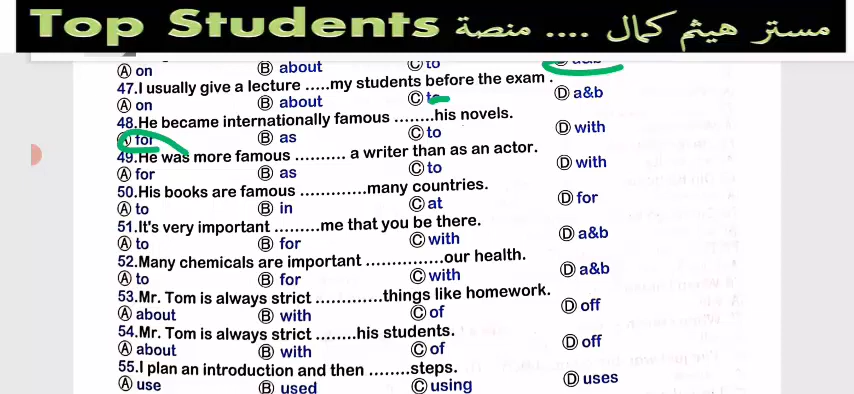 Top Students مستر هيثم كمال .... منصة
Ⓐ on Ⓑ about Ⓒ to Ⓓ a&b
47.I usually give a lecture .....my students before the exam .
Ⓐ on Ⓑ about Ⓒ to Ⓓ a&b
48.He became internationally famous ........his novels.
Ⓐ for Ⓑ as Ⓒ to Ⓓ with
49.He was more famous .......... a writer than as an actor.
Ⓐ for Ⓑ as Ⓒ to Ⓓ with
50.His books are famous .............many countries.
Ⓐ to Ⓑ in Ⓒ at Ⓓ for
51.It's very important .........me that you be there.
Ⓐ to Ⓑ for Ⓒ with Ⓓ a&b
52.Many chemicals are important ...............our health.
Ⓐ to Ⓑ for Ⓒ with Ⓓ a&b
53.Mr. Tom is always strict .............things like homework.
Ⓐ about Ⓑ with Ⓒ of Ⓓ off
54.Mr. Tom is always strict ........his students.
Ⓐ about Ⓑ with Ⓒ of Ⓓ off
55.I plan an introduction and then ........steps.
Ⓐ use Ⓑ used Ⓒ using Ⓓ uses